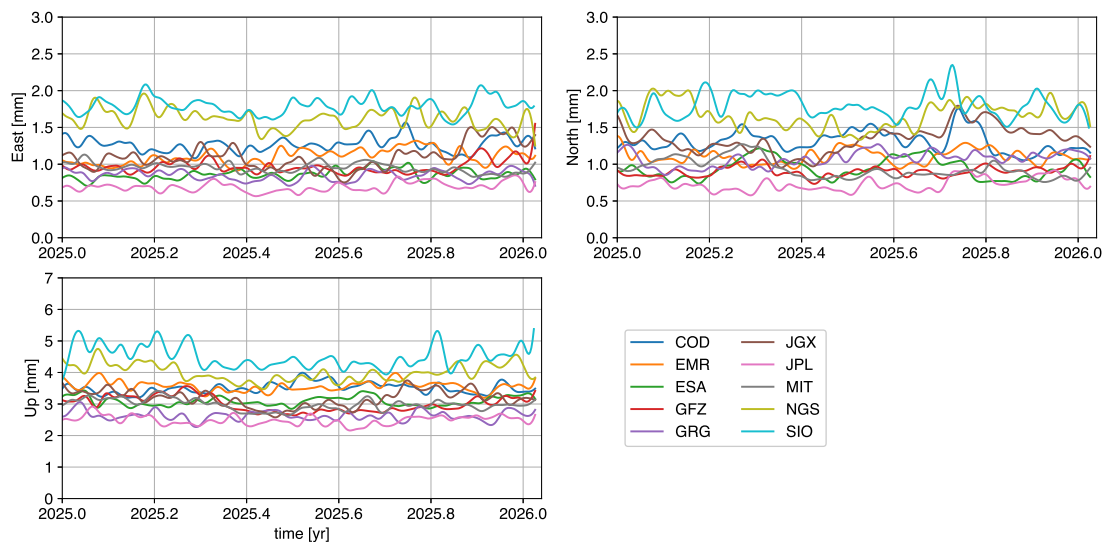 3.0
2.5
2.0
1.5
1.0
0.5
0.0
East [mm]
2025.0 2025.2 2025.4 2025.6 2025.8 2026.0
3.0
2.5
2.0
1.5
1.0
0.5
0.0
North [mm]
2025.0 2025.2 2025.4 2025.6 2025.8 2026.0
7
6
5
4
3
2
1
0
Up [mm]
2025.0 2025.2 2025.4 2025.6 2025.8 2026.0
time [yr]
COD JGX
EMR JPL
ESA MIT
GFZ NGS
GRG SIO